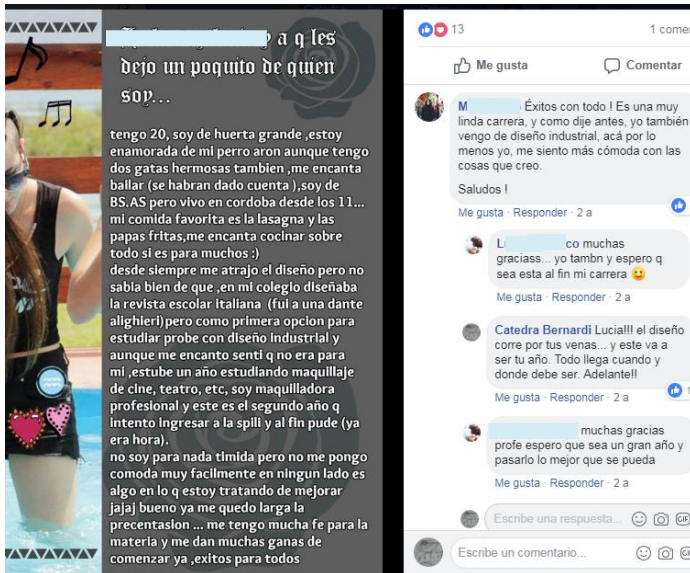 y a q les
dejo un poquito de quien
soy...
tengo 20, soy de huerta grande ,estoy
enamorada de mi perro aron aunque tengo
dos gatas hermosas tambien ,me encanta
bailar (se habran dado cuenta ),soy de
BS.AS pero vivo en cordoba desde los 11...
mi comida favorita es la lasagna y las
papas fritas,me encanta cocinar sobre
todo si es para muchos :)
desde siempre me atrajo el diseño pero no
sabia bien de que ,en mi colegio diseñaba
la revista escolar italiana (fui a una dante
alighieri)pero como primera opcion para
estudiar probe con diseño industrial y
aunque me encanto senti q no era para
mi ,estube un año estudiando maquillaje
de cine, teatro, etc, soy maquilladora
profesional y este es el segundo año q
intento ingresar a la spili y al fin pude (ya
era hora).
no soy para nada timida pero no me pongo
comoda muy facilmente en ningun lado es
algo en lo q estoy tratando de mejorar
jajaj bueno ya me quedo larga la
precentasion ... me tengo mucha fe para la
materia y me dan muchas ganas de
comenzar ya ,exitos para todos
13
1 comen
Me gusta
Comentar
M Éxitos con todo ! Es una muy
linda carrera, y como dije antes, yo también
vengo de diseño industrial, acá por lo
menos yo, me siento más cómoda con las
cosas que creo.
Saludos !
Me gusta · Responder · 2 a
co muchas
graciass... yo tambn y espero q
sea esta al fin mi carrera
Me gusta · Responder · 2 a
Catedra Bernardi Lucia!!! el diseño
corre por tus venas... y este va a
ser tu año. Todo llega cuando y
donde debe ser. Adelante!!
Me gusta · Responder · 2 a
1
muchas gracias
profe espero que sea un gran año y
pasarlo lo mejor que se pueda
Me gusta · Responder · 2 a
Escribe una respuesta...
GIF
Escribe un comentario...